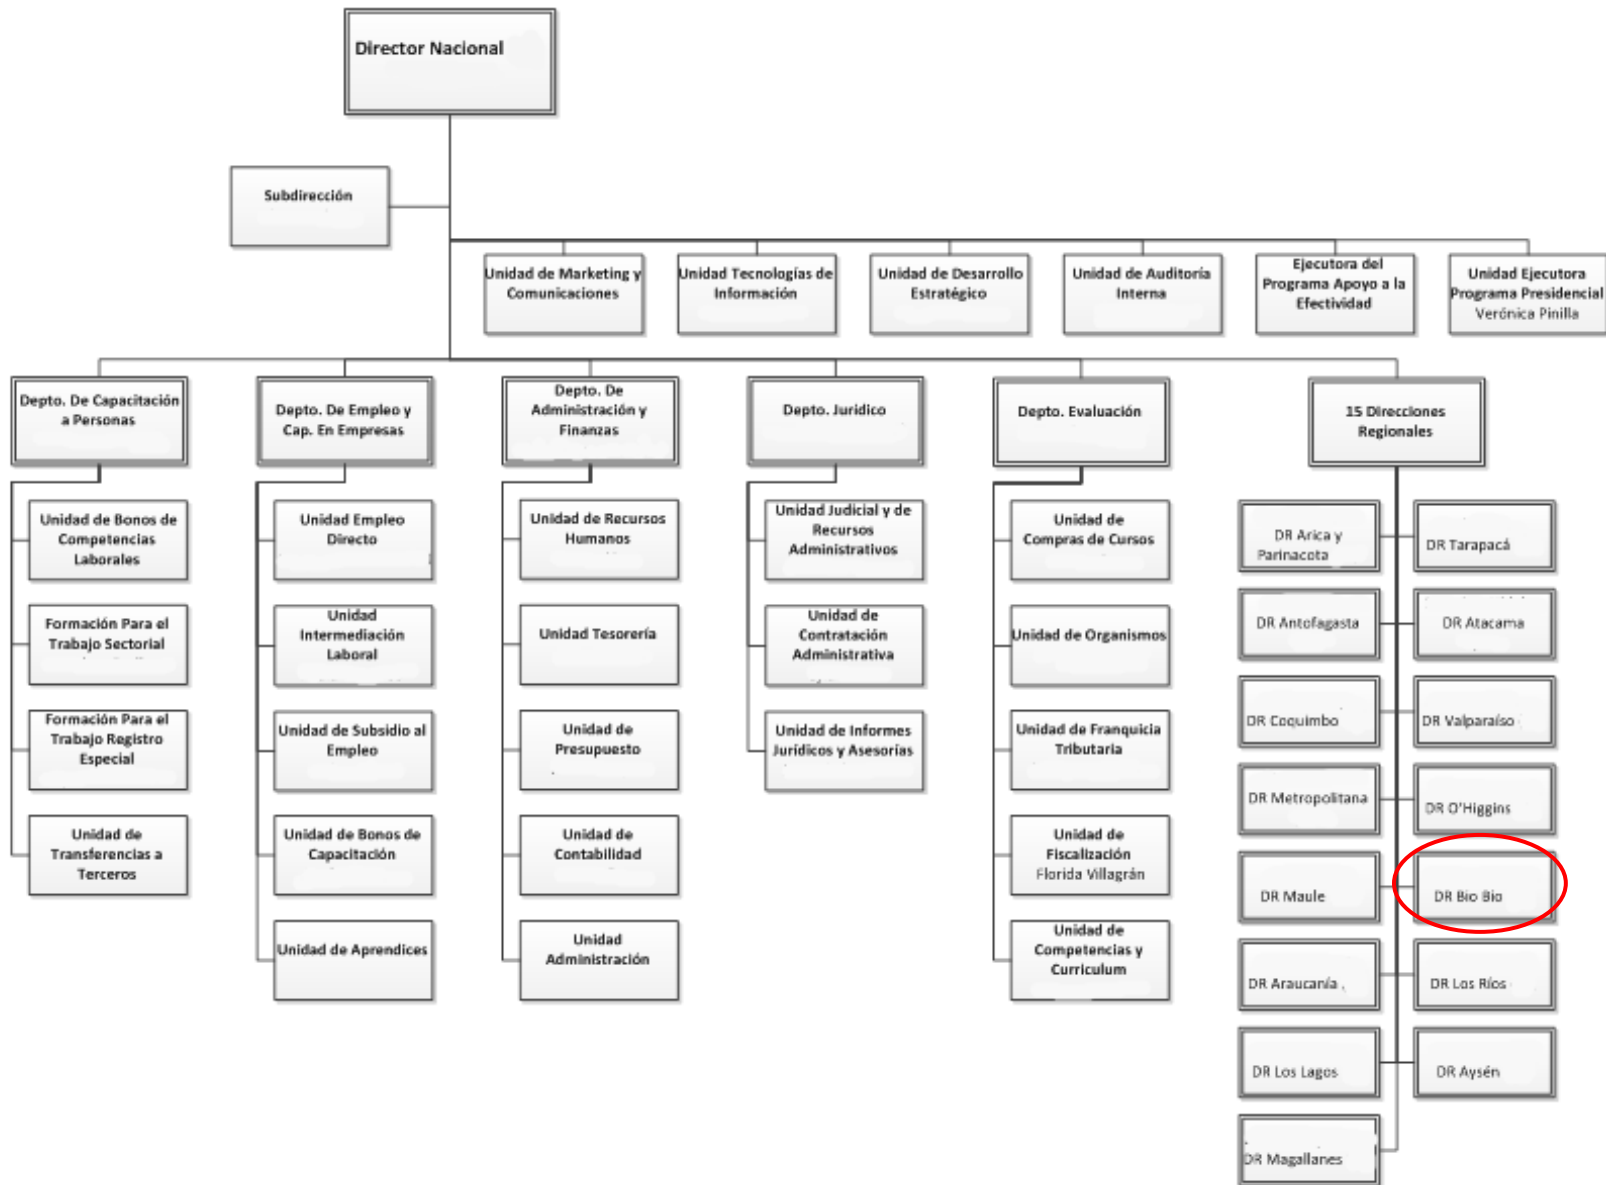 Director Nacional
Subdirección
Unidad de Marketing y
Comunicaciones
Unidad Tecnologías de
Información
Unidad de Desarrollo
Estratégico
Unidad de Auditoría
Interna
Ejecutora del
Programa Apoyo a la
Efectividad
Unidad Ejecutora
Programa Presidencial
Verónica Pinilla
Depto. De Capacitación
a Personas
Depto. De Empleo y
Cap. En Empresas
Depto. De
Administración y
Finanzas
Depto. Juridico
Depto. Evaluación
15 Direcciones
Regionales
Unidad de Bonos de
Competencias
Laborales
Formación Para el
Trabajo Sectorial
Formación Para el
Trabajo Registro
Especial
Unidad de
Transferencias a
Terceros
Unidad Empleo
Directo
Unidad
Intermediación
Laboral
Unidad de Subsidio al
Empleo
Unidad de Bonos de
Capacitación
Unidad de Aprendices
Unidad de Recursos
Humanos
Unidad Tesorería
Unidad de
Presupuesto
Unidad de
Contabilidad
Unidad
Administración
Unidad Judicial y de
Recursos
Administrativos
Unidad de
Contratación
Administrativa
Unidad de Informes
Jurídicos y Asesorías
Unidad de
Compras de Cursos
Unidad de Organismos
Unidad de Franquicia
Tributaria
Unidad de
Fiscalización
Florida Villagrán
Unidad de
Competencias y
Curriculum
DR Arica y
Parinacota
DR Tarapacá
DR Antofagasta
DR Atacama
DR Coquimbo
DR Valparaíso
DR Metropolitana
DR O'Higgins
DR Maule
DR Bio Bio
DR Araucanía
DR Los Ríos
DR Los Lagos
DR Aysén
DR Magallanes